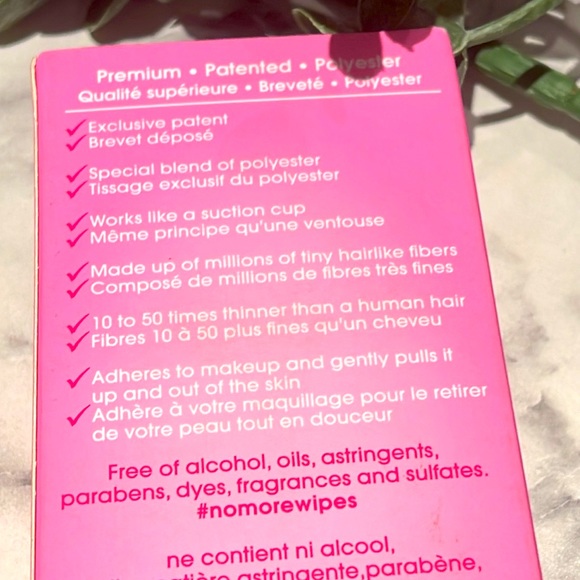 Premium • Patented • Polyester
Qualité supérieure • Breveté • Polyester
✓ Exclusive patent
✓ Brevet déposé
✓ Special blend of polyester
✓ Tissage exclusif du polyester
✓ Works like a suction cup
✓ Même principe qu'une ventouse
✓ Made up of millions of tiny hairlike fibers
✓ Composé de millions de fibres très fines
✓ 10 to 50 times thinner than a human hair
✓ Fibres 10 à 50 plus fines qu'un cheveu
✓ Adheres to makeup and gently pulls it
up and out of the skin
✓ Adhère à votre maquillage pour le retirer
de votre peau tout en douceur
Free of alcohol, oils, astringents,
parabens, dyes, fragrances and sulfates.
#nomorewipes
ne contient ni alcool,
matière astringente,parabène,